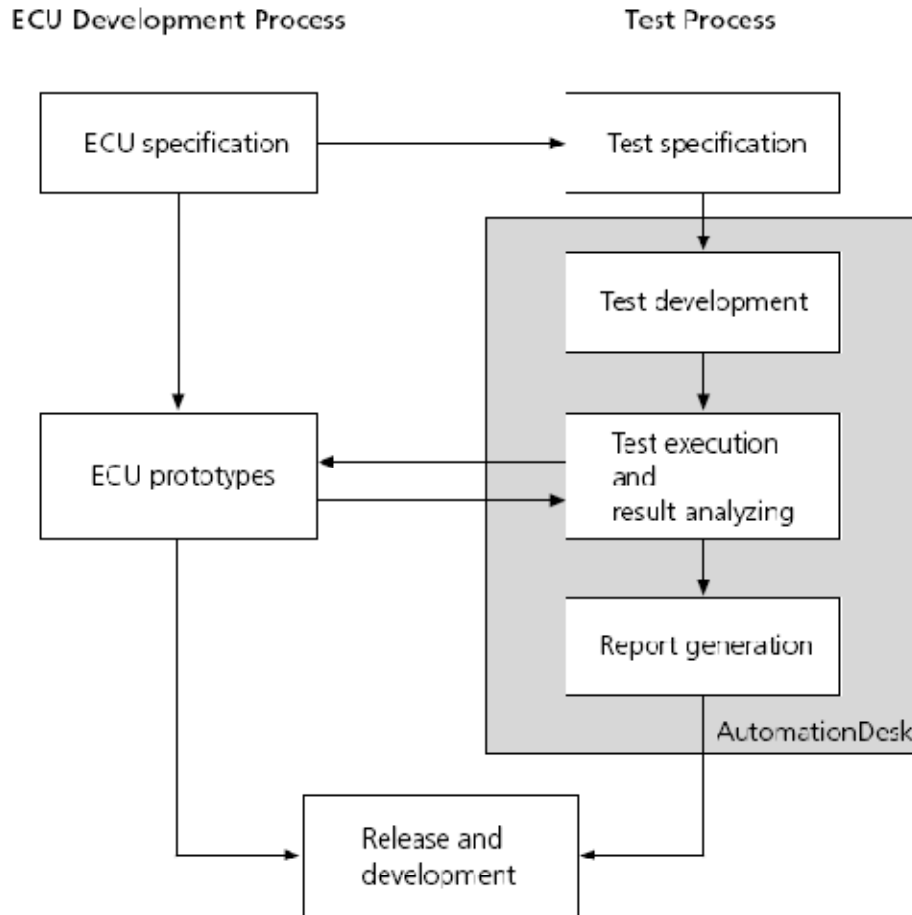 ECU Development Process
Test Process
ECU specification
Test specification
Test development
ECU prototypes
Test execution
and
result analyzing
Report generation
AutomationDesk
Release and
development